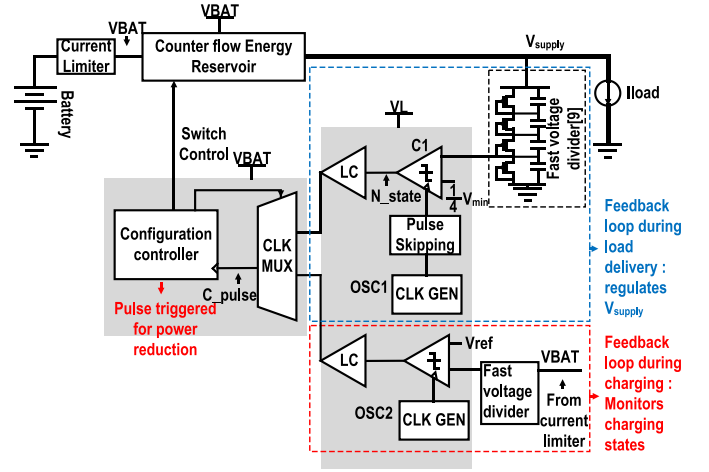 VBAT
VBAT
Current
Limiter
Counter flow Energy
Reservoir
Vsupply
Battery
Iload
Fast voltage
divider[9]
Switch
Control
VL
C1
LC
N_state
1/4 Vmin
VBAT
Configuration
controller
CLK
MUX
C_pulse
Pulse
Skipping
OSC1
CLK GEN
Feedback
loop during
load
delivery :
regulates
Vsupply
Pulse triggered
for power
reduction
LC
Vref
Fast
voltage
divider
VBAT
OSC2
CLK GEN
From
current
limiter
Feedback
loop during
charging :
Monitors
charging
states